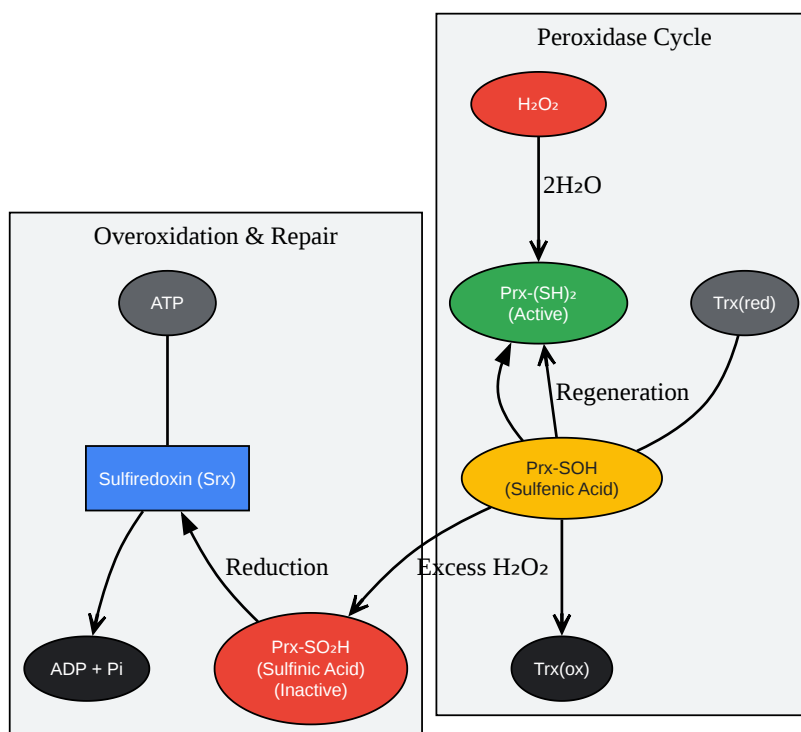 Peroxidase Cycle
H₂O₂
2H₂O
Overoxidation & Repair
ATP
Prx-(SH)₂
(Active)
Trx(red)
Regeneration
Sulfiredoxin (Srx)
Prx-SOH
(Sulfenic Acid)
Reduction
Excess H₂O₂
ADP + Pi
Prx-SO₂H
(Sulfinic Acid)
(Inactive)
Trx(ox)